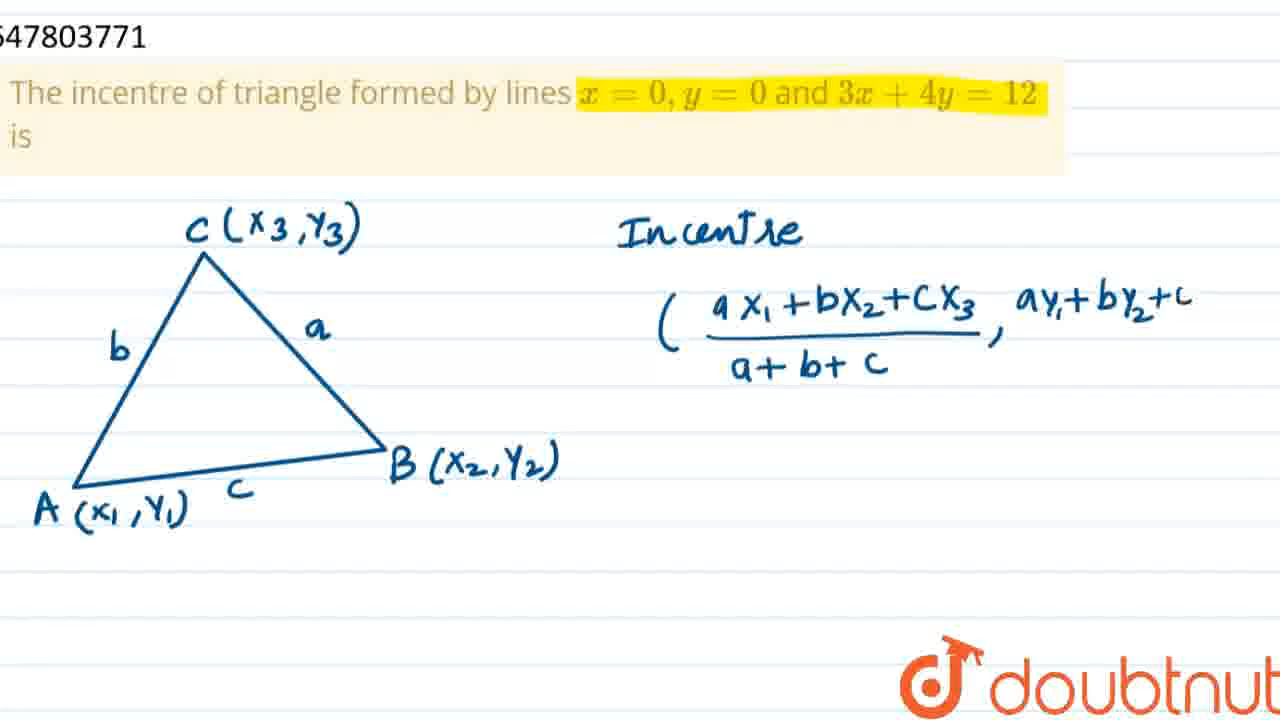 647803771
The incentre of triangle formed by lines x = 0, y = 0 and 3x + 4y = 12
is
C (x3, y3)
Incentre
( ax1 + bx2 + cx3 / a + b + c , ay1 + by2 + c
b
a
B (x2, y2)
c
A (x1, y1)
doubtnut